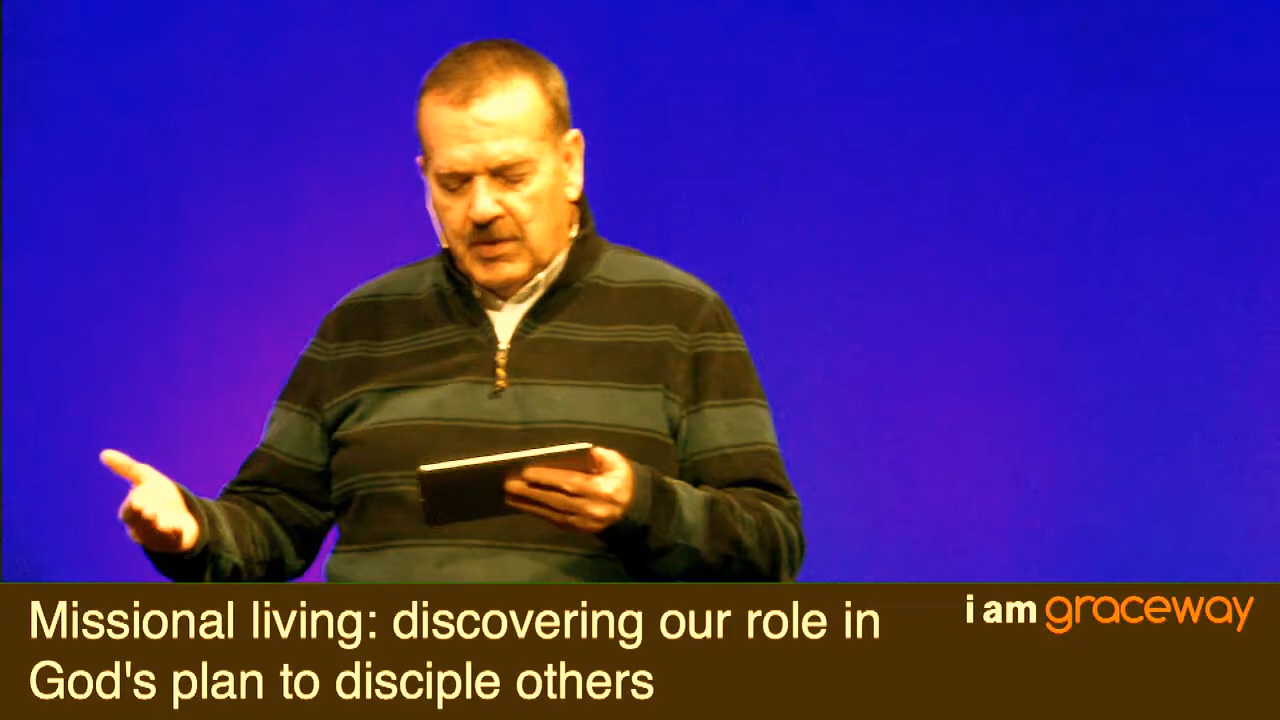 Missional living: discovering our role in
God's plan to disciple others
i am graceway